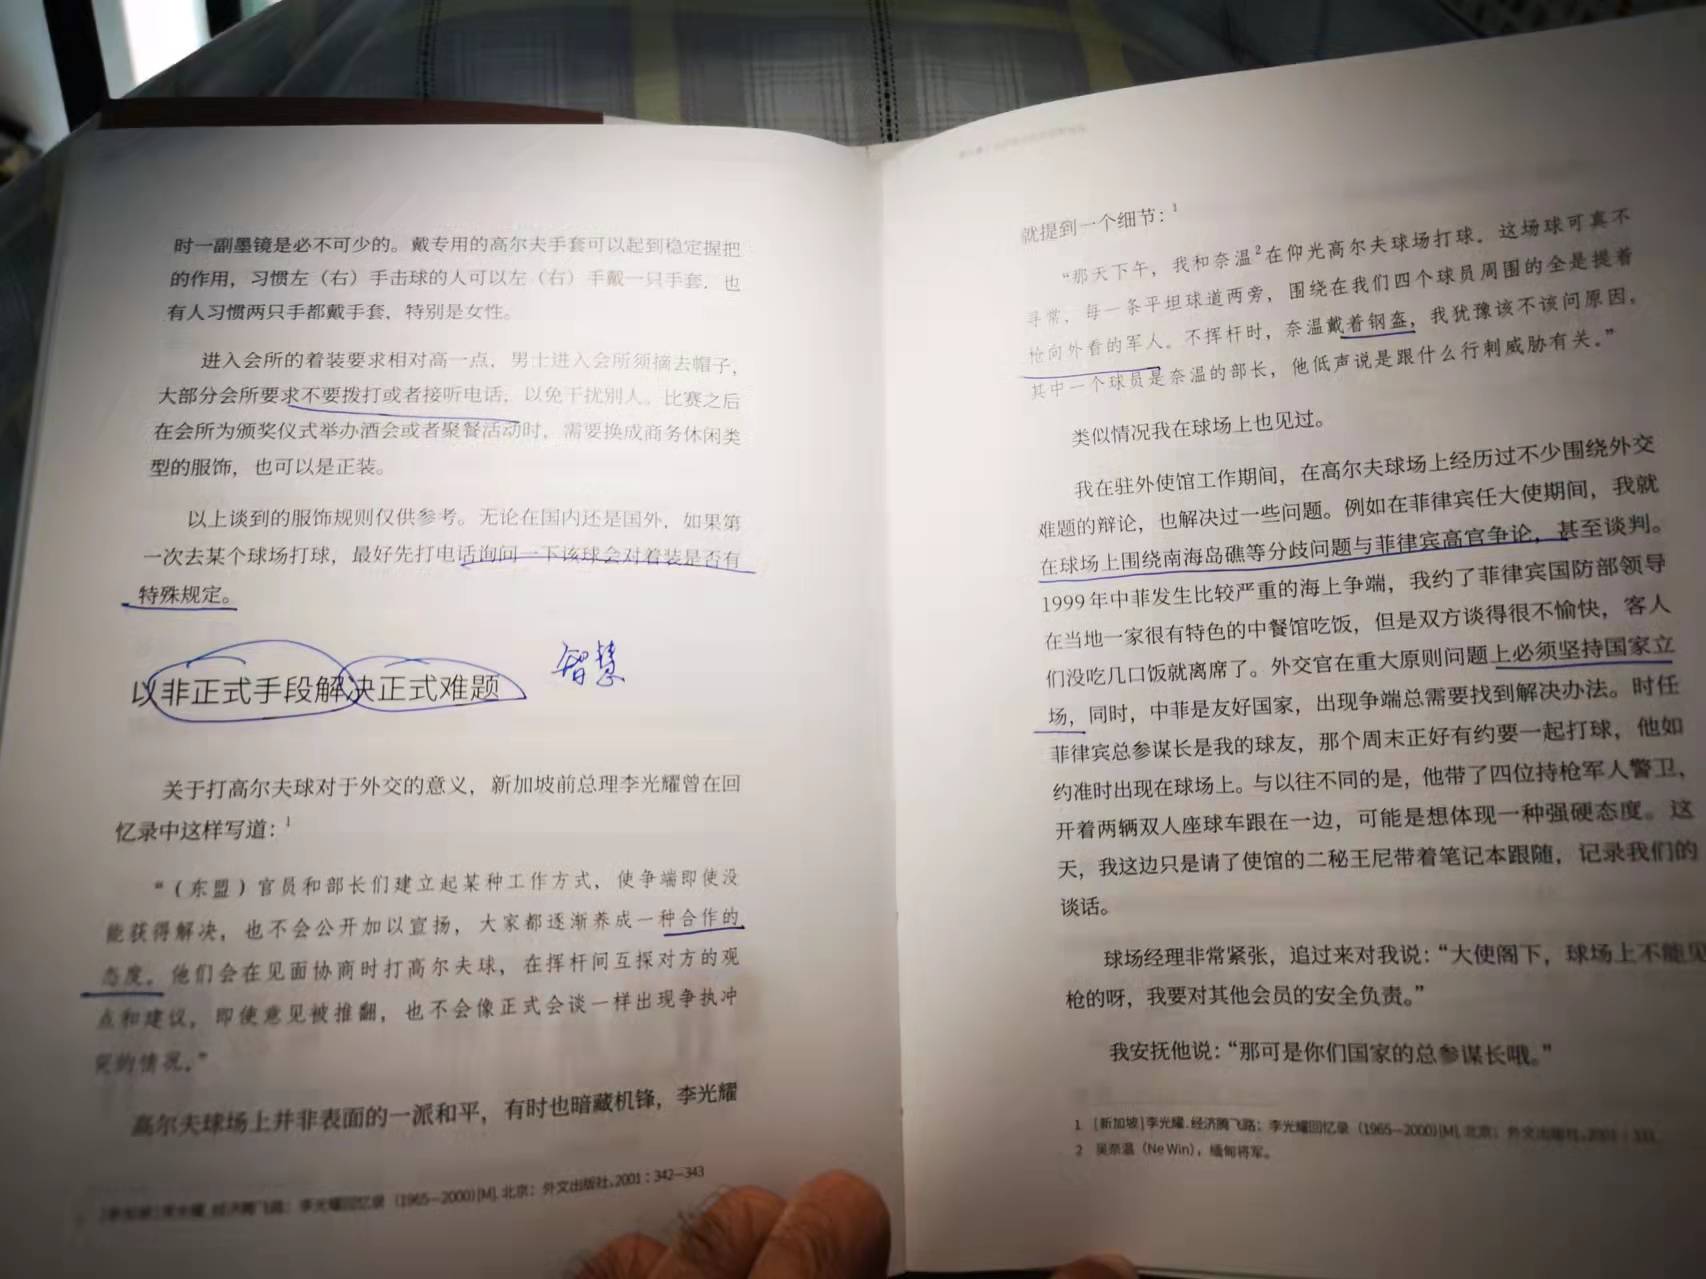 时一副墨镜是必不可少的。戴专用的高尔夫手套可以起到稳定握把
的作用，习惯左（右）手击球的人可以左（右）手戴一只手套，也
有人习惯两只手都戴手套，特别是女性。
进入会所的着装要求相对高一点，男士进入会所须摘去帽子，
大部分会所要求不要拨打或者接听电话，以免干扰别人。比赛之后
在会所为颁奖仪式举办酒会或者聚餐活动时，需要换成商务休闲类
型的服饰，也可以是正装。
以上谈到的服饰规则仅供参考。无论在国内还是国外，如果第
一次去某个球场打球，最好先打电话询问一下该球会对着装是否有
特殊规定。
以非正式手段解决正式难题
智慧
关于打高尔夫球对于外交的意义，新加坡前总理李光耀曾在回
忆录中这样写道：1
“（东盟）官员和部长们建立起某种工作方式，使争端即使没
能获得解决，也不会公开加以宣扬，大家都逐渐养成一种合作的
态度。他们会在见面协商时打高尔夫球，在挥杆间互探对方的观
点和建议，即使意见被推翻，也不会像正式会谈一样出现争执冲
突的情况。”
高尔夫球场上并非表面的一派和平，有时也暗藏机锋，李光耀
[新加坡]李光耀.经济腾飞路：李光耀回忆录（1965—2000）[M].北京：外文出版社,2001：342—343
就提到一个细节：1
“那天下午，我和奈温2在仰光高尔夫球场打球，这场球可真不
寻常，每一条平坦球道两旁，围绕在我们四个球员周围的全是提着
枪向外看的军人。不挥杆时，奈温戴着钢盔，我犹豫该不该问原因。
其中一个球员是奈温的部长，他低声说是跟什么行刺威胁有关。”
类似情况我在球场上也见过。
我在驻外使馆工作期间，在高尔夫球场上经历过不少围绕外交
难题的辩论，也解决过一些问题。例如在菲律宾任大使期间，我就
在球场上围绕南海岛礁等分歧问题与菲律宾高官争论，甚至谈判。
1999年中菲发生比较严重的海上争端，我约了菲律宾国防部领导
在当地一家很有特色的中餐馆吃饭，但是双方谈得很不愉快，客人
们没吃几口饭就离席了。外交官在重大原则问题上必须坚持国家立
场，同时，中菲是友好国家，出现争端总需要找到解决办法。时任
菲律宾总参谋长是我的球友，那个周末正好有约要一起打球，他如
约准时出现在球场上。与以往不同的是，他带了四位持枪军人警卫，
开着两辆双人座球车跟在一边，可能是想体现一种强硬态度。这
天，我这边只是请了使馆的二秘王尼带着笔记本跟随，记录我们的
谈话。
球场经理非常紧张，追过来对我说：“大使阁下，球场上不能见
枪的呀，我要对其他会员的安全负责。”
我安抚他说：“那可是你们国家的总参谋长哦。”
1 [新加坡]李光耀.经济腾飞路：李光耀回忆录（1965—2000）[M].北京：外文出版社,2001：
2 吴奈温（Ne Win），缅甸将军。